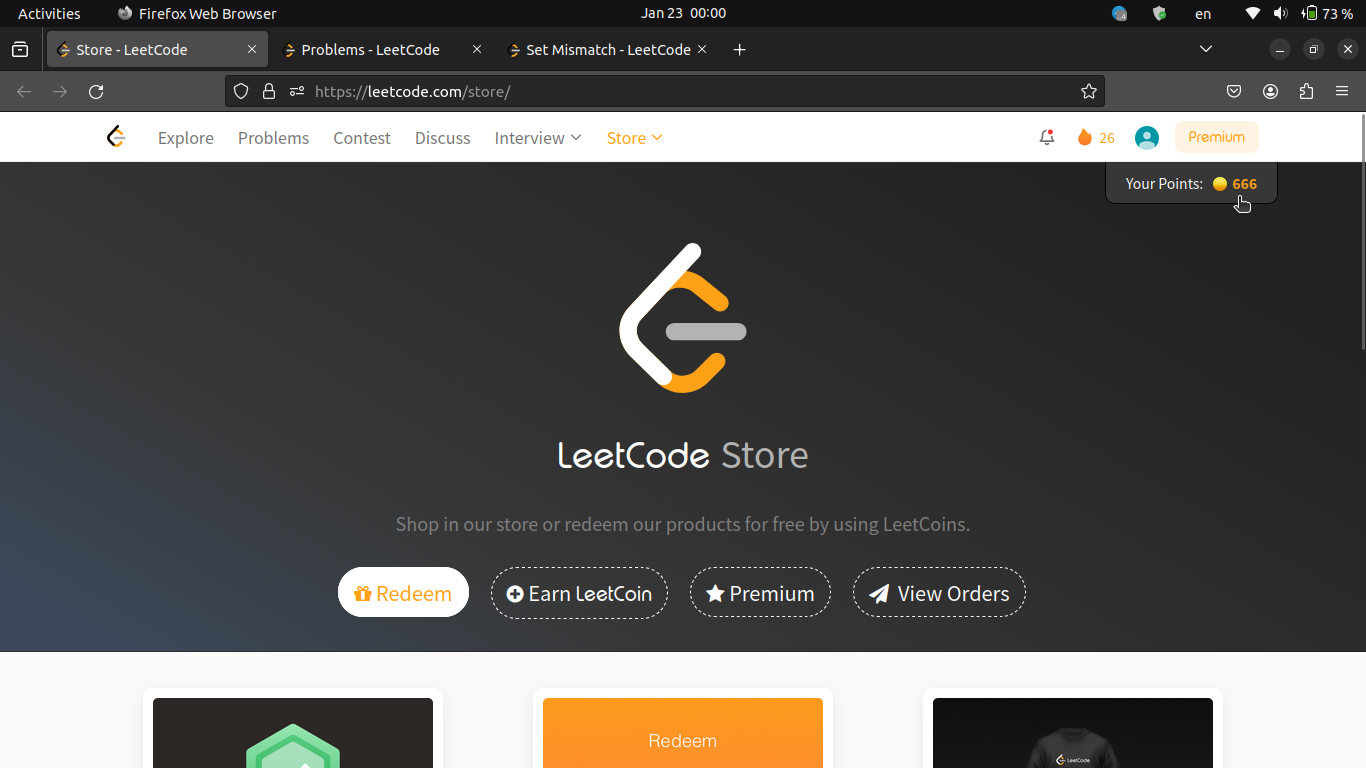 Activities Firefox Web Browser Jan 23 00:00 en 73 %
Store - LeetCode Problems - LeetCode Set Mismatch - LeetCode
https://leetcode.com/store/
Explore Problems Contest Discuss Interview Store 26 Premium
Your Points: 666
LeetCode Store
Shop in our store or redeem our products for free by using LeetCoins.
Redeem Earn LeetCoin Premium View Orders
Redeem
LeetCode